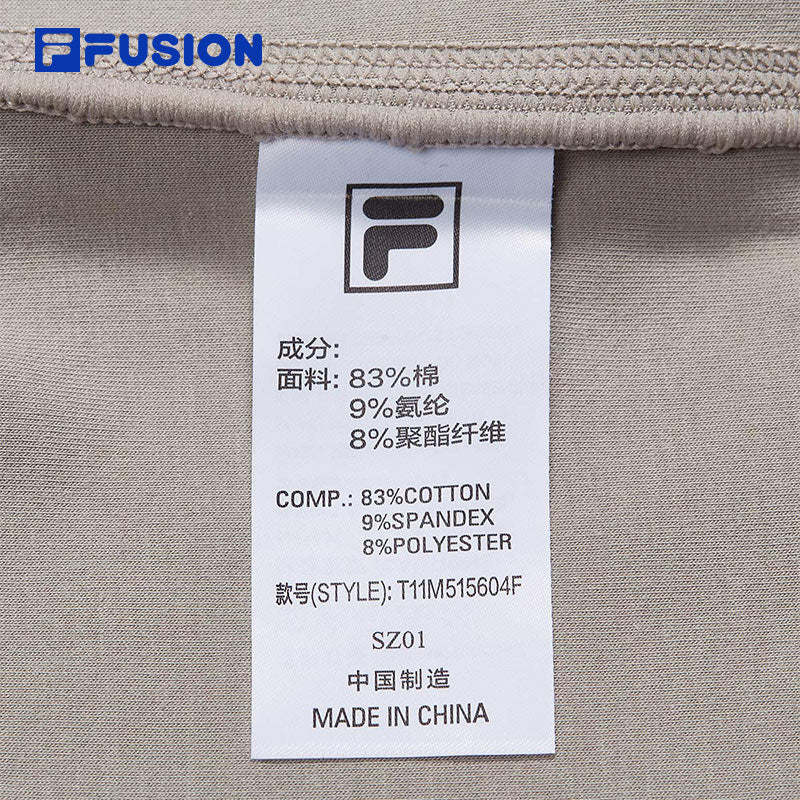 FUSION
成分:
面料: 83%棉
9%氨纶
8%聚酯纤维
COMP.: 83%COTTON
9%SPANDEX
8%POLYESTER
款号(STYLE): T11M515604F
SZ01
中国制造
MADE IN CHINA